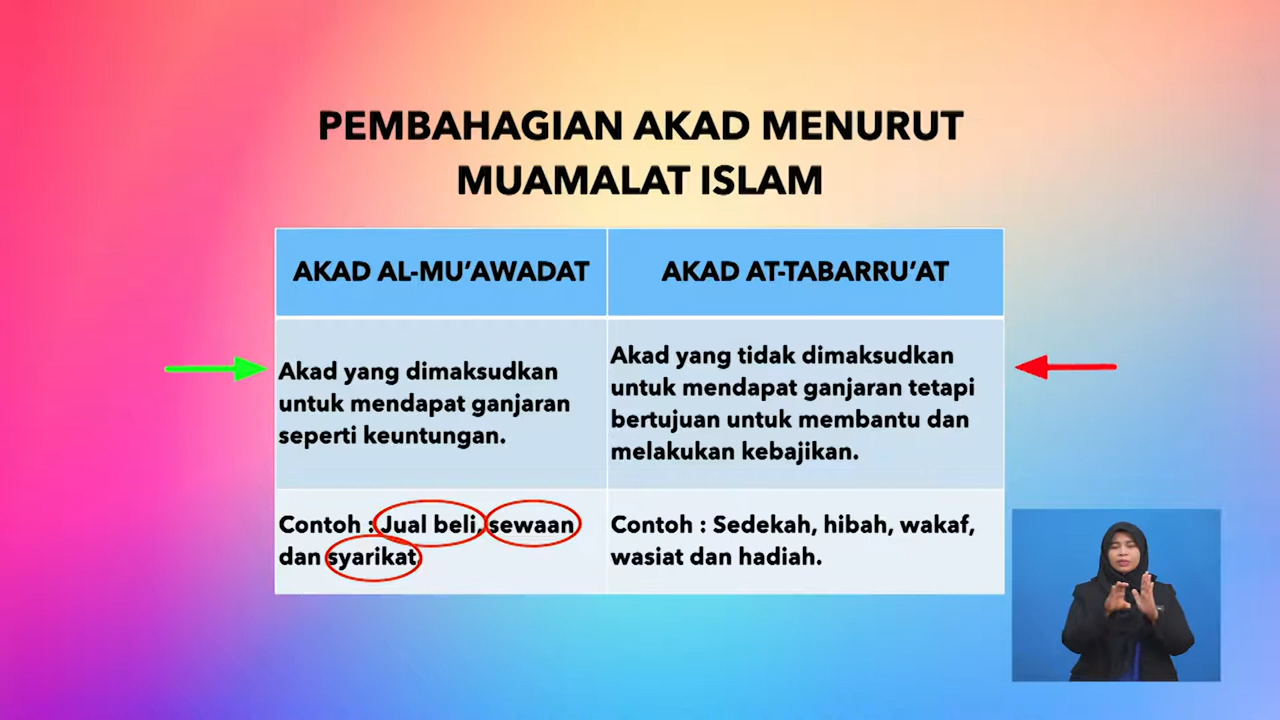 PEMBAHAGIAN AKAD MENURUT
MUAMALAT ISLAM
AKAD AL-MU’AWADAT
AKAD AT-TABARRU’AT
Akad yang dimaksudkan
untuk mendapat ganjaran
seperti keuntungan.
Akad yang tidak dimaksudkan
untuk mendapat ganjaran tetapi
bertujuan untuk membantu dan
melakukan kebajikan.
Contoh : Jual beli, sewaan
dan syarikat.
Contoh : Sedekah, hibah, wakaf,
wasiat dan hadiah.